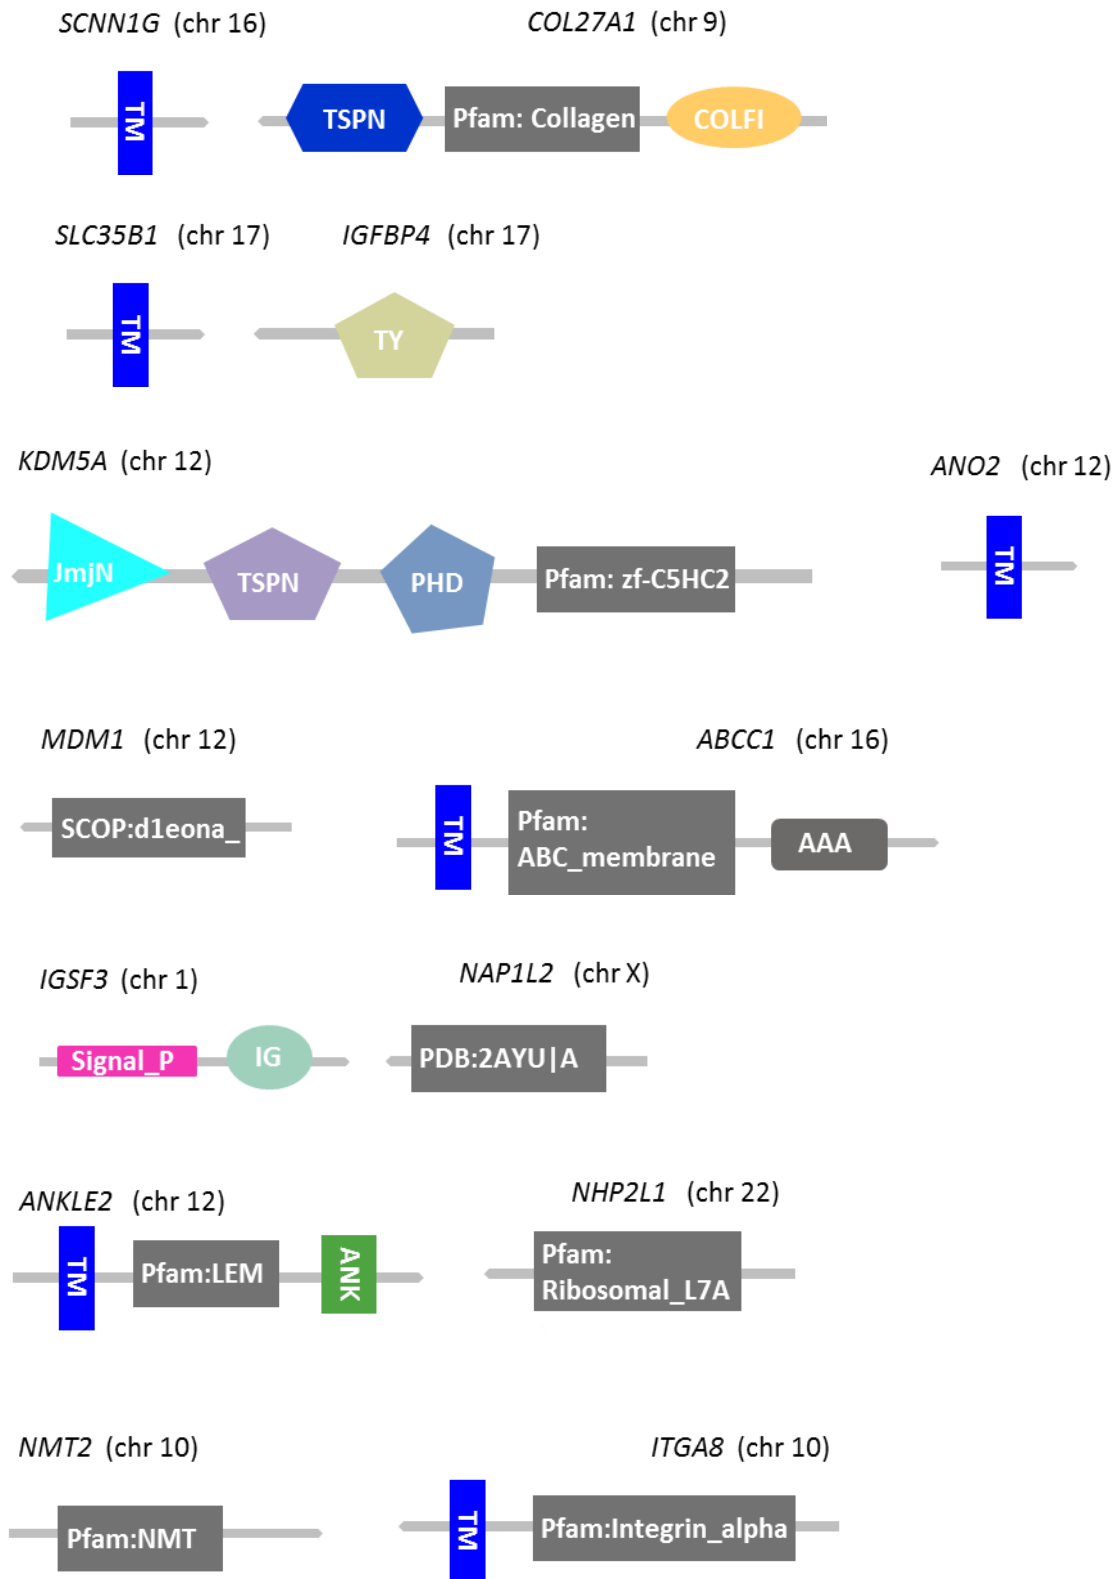 SCNN1G (chr 16) COL27A1 (chr 9)
TM TSPN Pfam: Collagen COLFI
SLC35B1 (chr 17) IGFBP4 (chr 17)
TM TY
KDM5A (chr 12) ANO2 (chr 12)
JmjN TSPN PHD Pfam: zf-C5HC2 TM
MDM1 (chr 12) ABCC1 (chr 16)
SCOP:d1eona_ TM Pfam:
ABC_membrane AAA
IGSF3 (chr 1) NAP1L2 (chr X)
Signal_P IG PDB:2AYU|A
ANKLE2 (chr 12) NHP2L1 (chr 22)
TM Pfam:LEM ANK Pfam:
Ribosomal_L7A
NMT2 (chr 10) ITGA8 (chr 10)
Pfam:NMT TM Pfam:Integrin_alpha